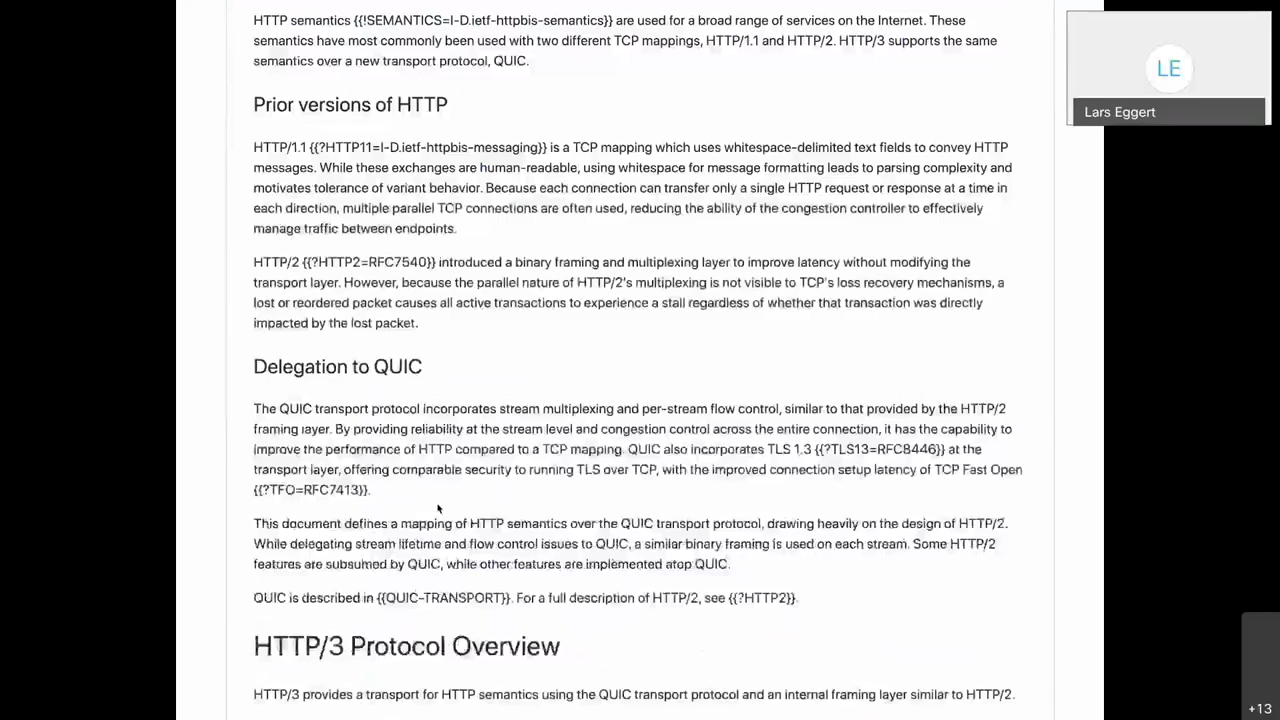 HTTP semantics {{!SEMANTICS=I-D.ietf-httpbis-semantics}} are used for a broad range of services on the Internet. These
semantics have most commonly been used with two different TCP mappings, HTTP/1.1 and HTTP/2. HTTP/3 supports the same
semantics over a new transport protocol, QUIC.
Prior versions of HTTP
HTTP/1.1 {{?HTTP11=I-D.ietf-httpbis-messaging}} is a TCP mapping which uses whitespace-delimited text fields to convey HTTP
messages. While these exchanges are human-readable, using whitespace for message formatting leads to parsing complexity and
motivates tolerance of variant behavior. Because each connection can transfer only a single HTTP request or response at a time in
each direction, multiple parallel TCP connections are often used, reducing the ability of the congestion controller to effectively
manage traffic between endpoints.
HTTP/2 {{?HTTP2=RFC7540}} introduced a binary framing and multiplexing layer to improve latency without modifying the
transport layer. However, because the parallel nature of HTTP/2's multiplexing is not visible to TCP's loss recovery mechanisms, a
lost or reordered packet causes all active transactions to experience a stall regardless of whether that transaction was directly
impacted by the lost packet.
Delegation to QUIC
The QUIC transport protocol incorporates stream multiplexing and per-stream flow control, similar to that provided by the HTTP/2
framing layer. By providing reliability at the stream level and congestion control across the entire connection, it has the capability to
improve the performance of HTTP compared to a TCP mapping. QUIC also incorporates TLS 1.3 {{?TLS13=RFC8446}} at the
transport layer, offering comparable security to running TLS over TCP, with the improved connection setup latency of TCP Fast Open
{{?TFO=RFC7413}}.
This document defines a mapping of HTTP semantics over the QUIC transport protocol, drawing heavily on the design of HTTP/2.
While delegating stream lifetime and flow control issues to QUIC, a similar binary framing is used on each stream. Some HTTP/2
features are subsumed by QUIC, while other features are implemented atop QUIC.
QUIC is described in {{QUIC-TRANSPORT}}. For a full description of HTTP/2, see {{?HTTP2}}.
HTTP/3 Protocol Overview
HTTP/3 provides a transport for HTTP semantics using the QUIC transport protocol and an internal framing layer similar to HTTP/2.
LE
Lars Eggert
+13